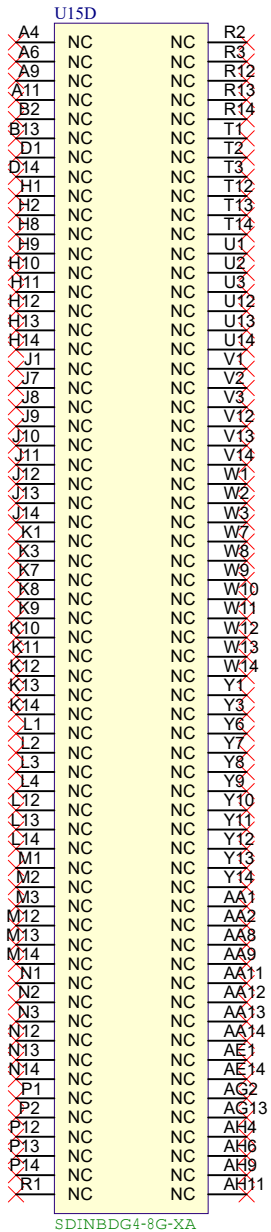 U15D
A4 NC NC R2
A6 NC NC R3
A9 NC NC R12
A11 NC NC R13
B2 NC NC R14
B13 NC NC T1
D1 NC NC T2
D14 NC NC T3
H1 NC NC T12
H2 NC NC T13
H8 NC NC T14
H9 NC NC U1
H10 NC NC U2
H11 NC NC U3
H12 NC NC U12
H13 NC NC U13
H14 NC NC U14
J1 NC NC V1
J7 NC NC V2
J8 NC NC V3
J9 NC NC V12
J10 NC NC V13
J11 NC NC V14
J12 NC NC W1
J13 NC NC W2
J14 NC NC W3
K1 NC NC W7
K3 NC NC W8
K7 NC NC W9
K8 NC NC W10
K9 NC NC W11
K10 NC NC W12
K11 NC NC W13
K12 NC NC W14
K13 NC NC Y1
K14 NC NC Y3
L1 NC NC Y6
L2 NC NC Y7
L3 NC NC Y8
L4 NC NC Y9
L12 NC NC Y10
L13 NC NC Y11
L14 NC NC Y12
M1 NC NC Y13
M2 NC NC Y14
M3 NC NC AA1
M12 NC NC AA2
M13 NC NC AA8
M14 NC NC AA9
N1 NC NC AA11
N2 NC NC AA12
N3 NC NC AA13
N12 NC NC AA14
N13 NC NC AE1
N14 NC NC AE14
P1 NC NC AG2
P2 NC NC AG13
P12 NC NC AH4
P13 NC NC AH6
P14 NC NC AH9
R1 NC NC AH11
SDINBDG4-8G-XA